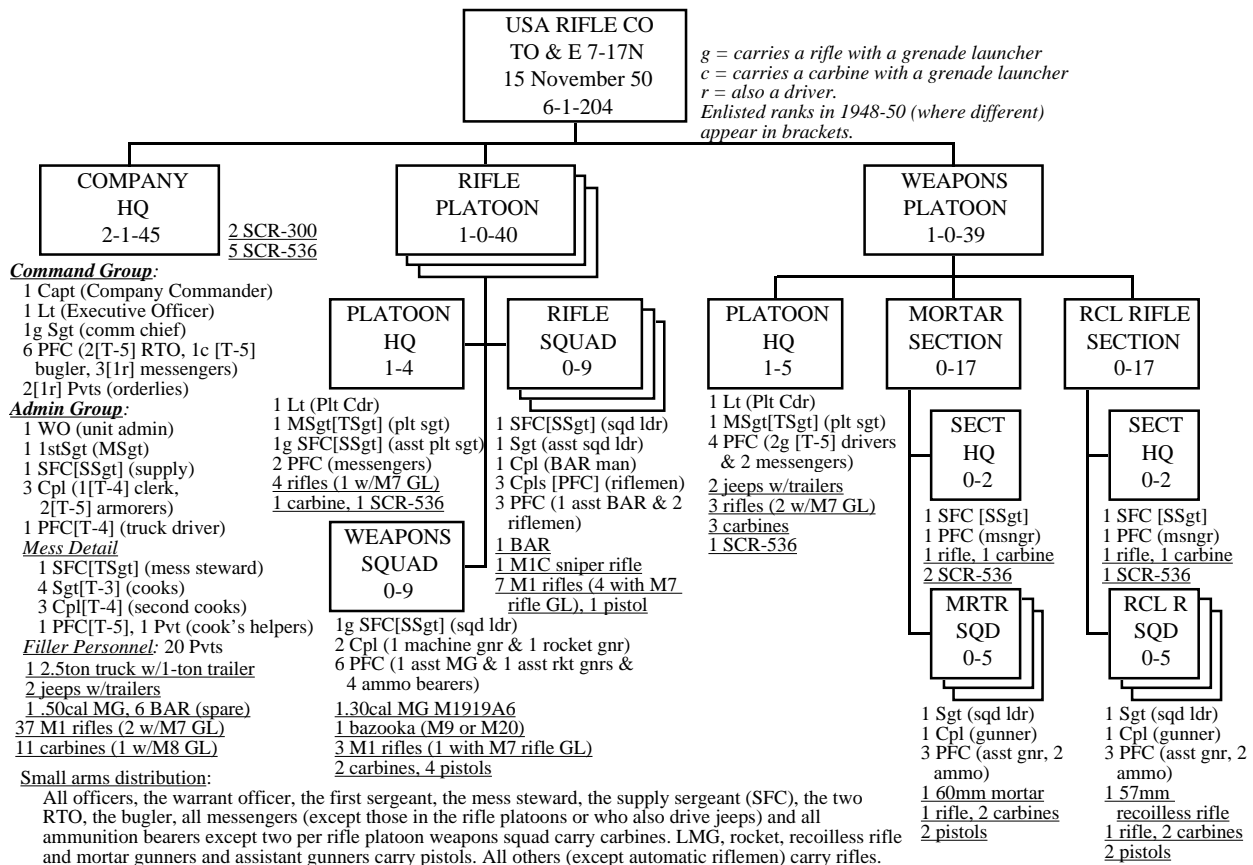 USA RIFLE CO
TO & E 7-17N
15 November 50
6-1-204
g = carries a rifle with a grenade launcher
c = carries a carbine with a grenade launcher
r = also a driver.
Enlisted ranks in 1948-50 (where different)
appear in brackets.
COMPANY
HQ
2-1-45
2 SCR-300
5 SCR-536
Command Group:
1 Capt (Company Commander)
1 Lt (Executive Officer)
1g Sgt (comm chief)
6 PFC (2[T-5] RTO, 1c [T-5]
bugler, 3[1r] messengers)
2[1r] Pvts (orderlies)
Admin Group:
1 WO (unit admin)
1 1stSgt (MSgt)
1 SFC[SSgt] (supply)
3 Cpl (1[T-4] clerk,
2[T-5] armorers)
1 PFC[T-4] (truck driver)
Mess Detail
1 SFC[TSgt] (mess steward)
4 Sgt[T-3] (cooks)
3 Cpl[T-4] (second cooks)
1 PFC[T-5], 1 Pvt (cook's helpers)
Filler Personnel: 20 Pvts
1 2.5ton truck w/1-ton trailer
2 jeeps w/trailers
1 .50cal MG, 6 BAR (spare)
37 M1 rifles (2 w/M7 GL)
11 carbines (1 w/M8 GL)
RIFLE
PLATOON
1-0-40
PLATOON
HQ
1-4
1 Lt (Plt Cdr)
1 MSgt[TSgt] (plt sgt)
1g SFC[SSgt] (asst plt sgt)
2 PFC (messengers)
4 rifles (1 w/M7 GL)
1 carbine, 1 SCR-536
RIFLE
SQUAD
0-9
1 SFC[SSgt] (sqd ldr)
1 Sgt (asst sqd ldr)
1 Cpl (BAR man)
3 Cpls [PFC] (riflemen)
3 PFC (1 asst BAR & 2
riflemen)
1 BAR
1 M1C sniper rifle
7 M1 rifles (4 with M7
rifle GL), 1 pistol
WEAPONS
SQUAD
0-9
1g SFC[SSgt] (sqd ldr)
2 Cpl (1 machine gnr & 1 rocket gnr)
6 PFC (1 asst MG & 1 asst rkt gnrs &
4 ammo bearers)
1.30cal MG M1919A6
1 bazooka (M9 or M20)
3 M1 rifles (1 with M7 rifle GL)
2 carbines, 4 pistols
WEAPONS
PLATOON
1-0-39
PLATOON
HQ
1-5
1 Lt (Plt Cdr)
1 MSgt[TSgt] (plt sgt)
4 PFC (2g [T-5] drivers
& 2 messengers)
2 jeeps w/trailers
3 rifles (2 w/M7 GL)
3 carbines
1 SCR-536
MORTAR
SECTION
0-17
SECT
HQ
0-2
1 SFC [SSgt]
1 PFC (msngr)
1 rifle, 1 carbine
2 SCR-536
MRTR
SQD
0-5
1 Sgt (sqd ldr)
1 Cpl (gunner)
3 PFC (asst gnr, 2
ammo)
1 60mm mortar
1 rifle, 2 carbines
2 pistols
RCL RIFLE
SECTION
0-17
SECT
HQ
0-2
1 SFC [SSgt]
1 PFC (msngr)
1 rifle, 1 carbine
1 SCR-536
RCL R
SQD
0-5
1 Sgt (sqd ldr)
1 Cpl (gunner)
3 PFC (asst gnr, 2
ammo)
1 57mm
recoilless rifle
1 rifle, 2 carbines
2 pistols
Small arms distribution:
All officers, the warrant officer, the first sergeant, the mess steward, the supply sergeant (SFC), the two
RTO, the bugler, all messengers (except those in the rifle platoons or who also drive jeeps) and all
ammunition bearers except two per rifle platoon weapons squad carry carbines. LMG, rocket, recoilless rifle
and mortar gunners and assistant gunners carry pistols. All others (except automatic riflemen) carry rifles.